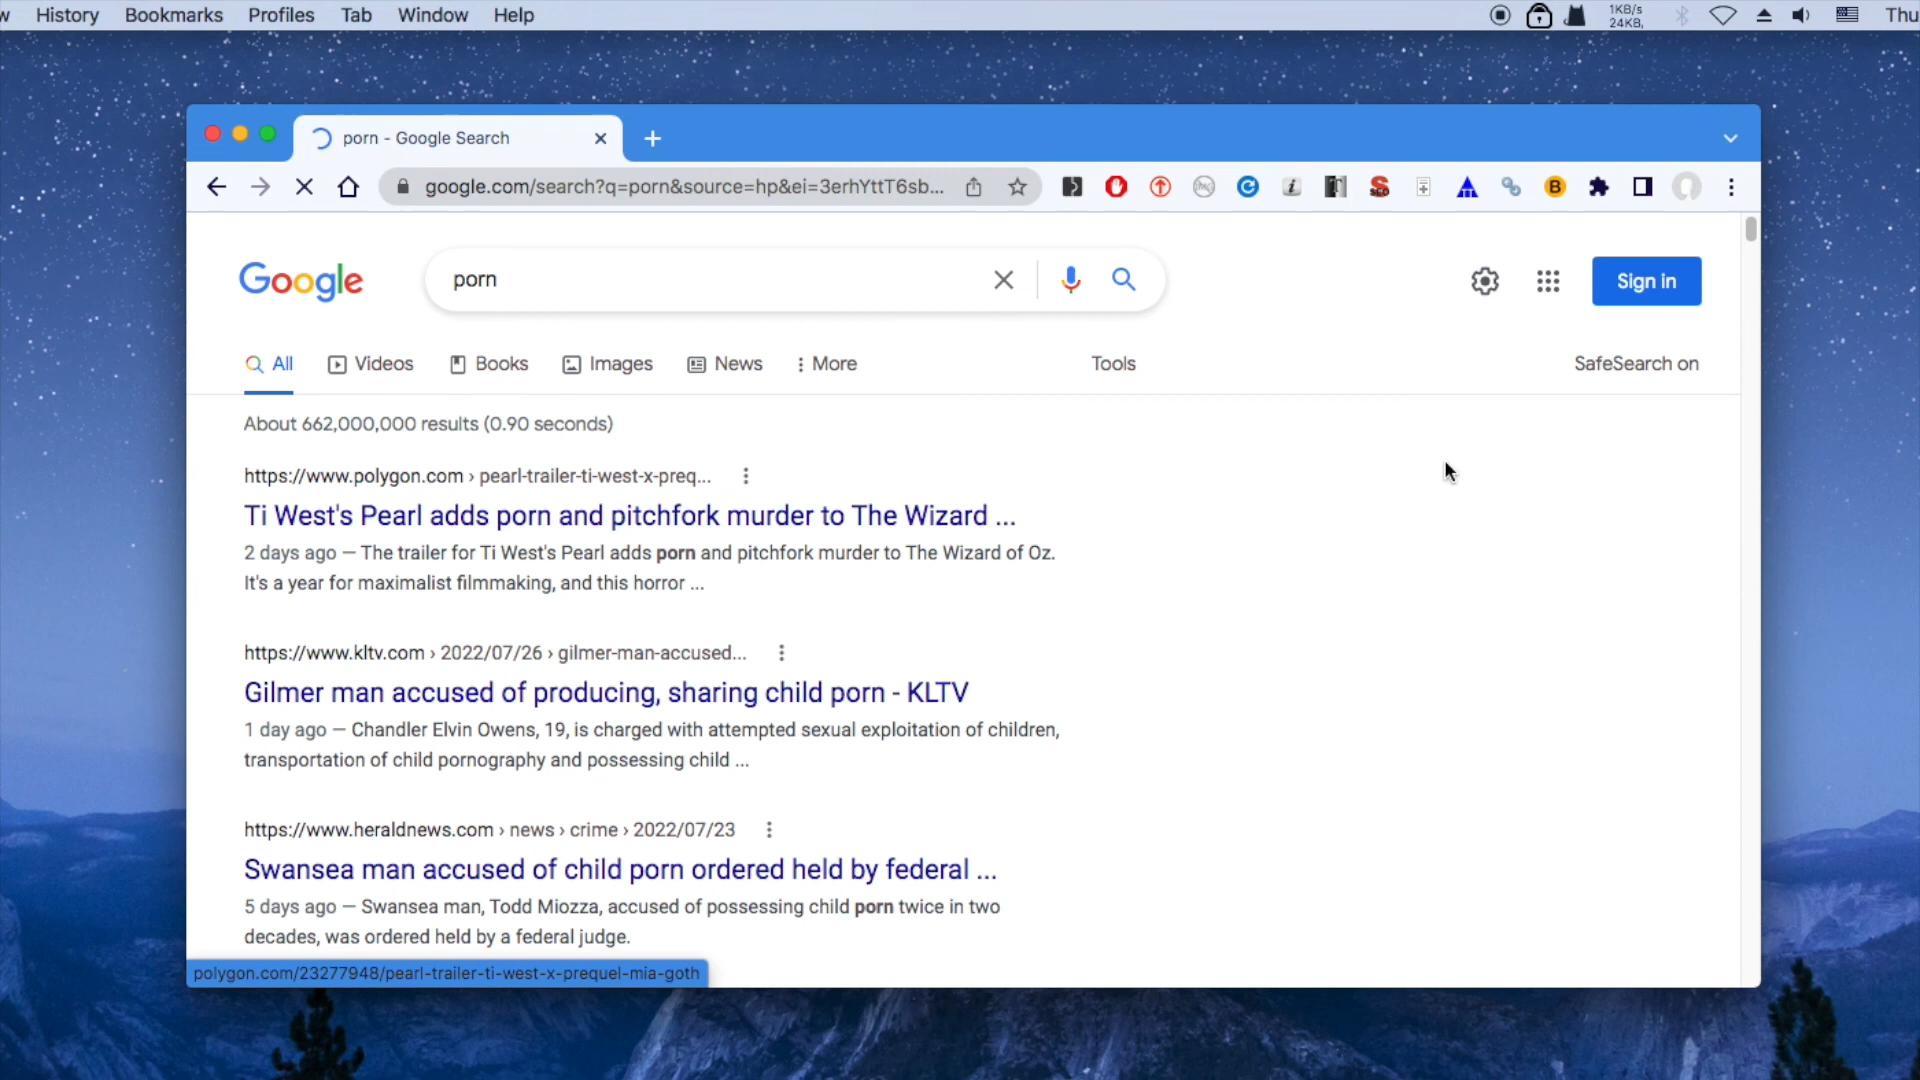 w History Bookmarks Profiles Tab Window Help 1KB/s Thu
24KB,
porn - Google Search
google.com/search?q=porn&source=hp&ei=3erhYttT6sb...
Google porn Sign in
All Videos Books Images News More Tools SafeSearch on
About 662,000,000 results (0.90 seconds)
https://www.polygon.com › pearl-trailer-ti-west-x-preq...
Ti West's Pearl adds porn and pitchfork murder to The Wizard ...
2 days ago — The trailer for Ti West's Pearl adds porn and pitchfork murder to The Wizard of Oz.
It's a year for maximalist filmmaking, and this horror ...
https://www.kltv.com › 2022/07/26 › gilmer-man-accused...
Gilmer man accused of producing, sharing child porn - KLTV
1 day ago — Chandler Elvin Owens, 19, is charged with attempted sexual exploitation of children,
transportation of child pornography and possessing child ...
https://www.heraldnews.com › news › crime › 2022/07/23
Swansea man accused of child porn ordered held by federal ...
5 days ago — Swansea man, Todd Miozza, accused of possessing child porn twice in two
decades, was ordered held by a federal judge.
polygon.com/23277948/pearl-trailer-ti-west-x-prequel-mia-goth